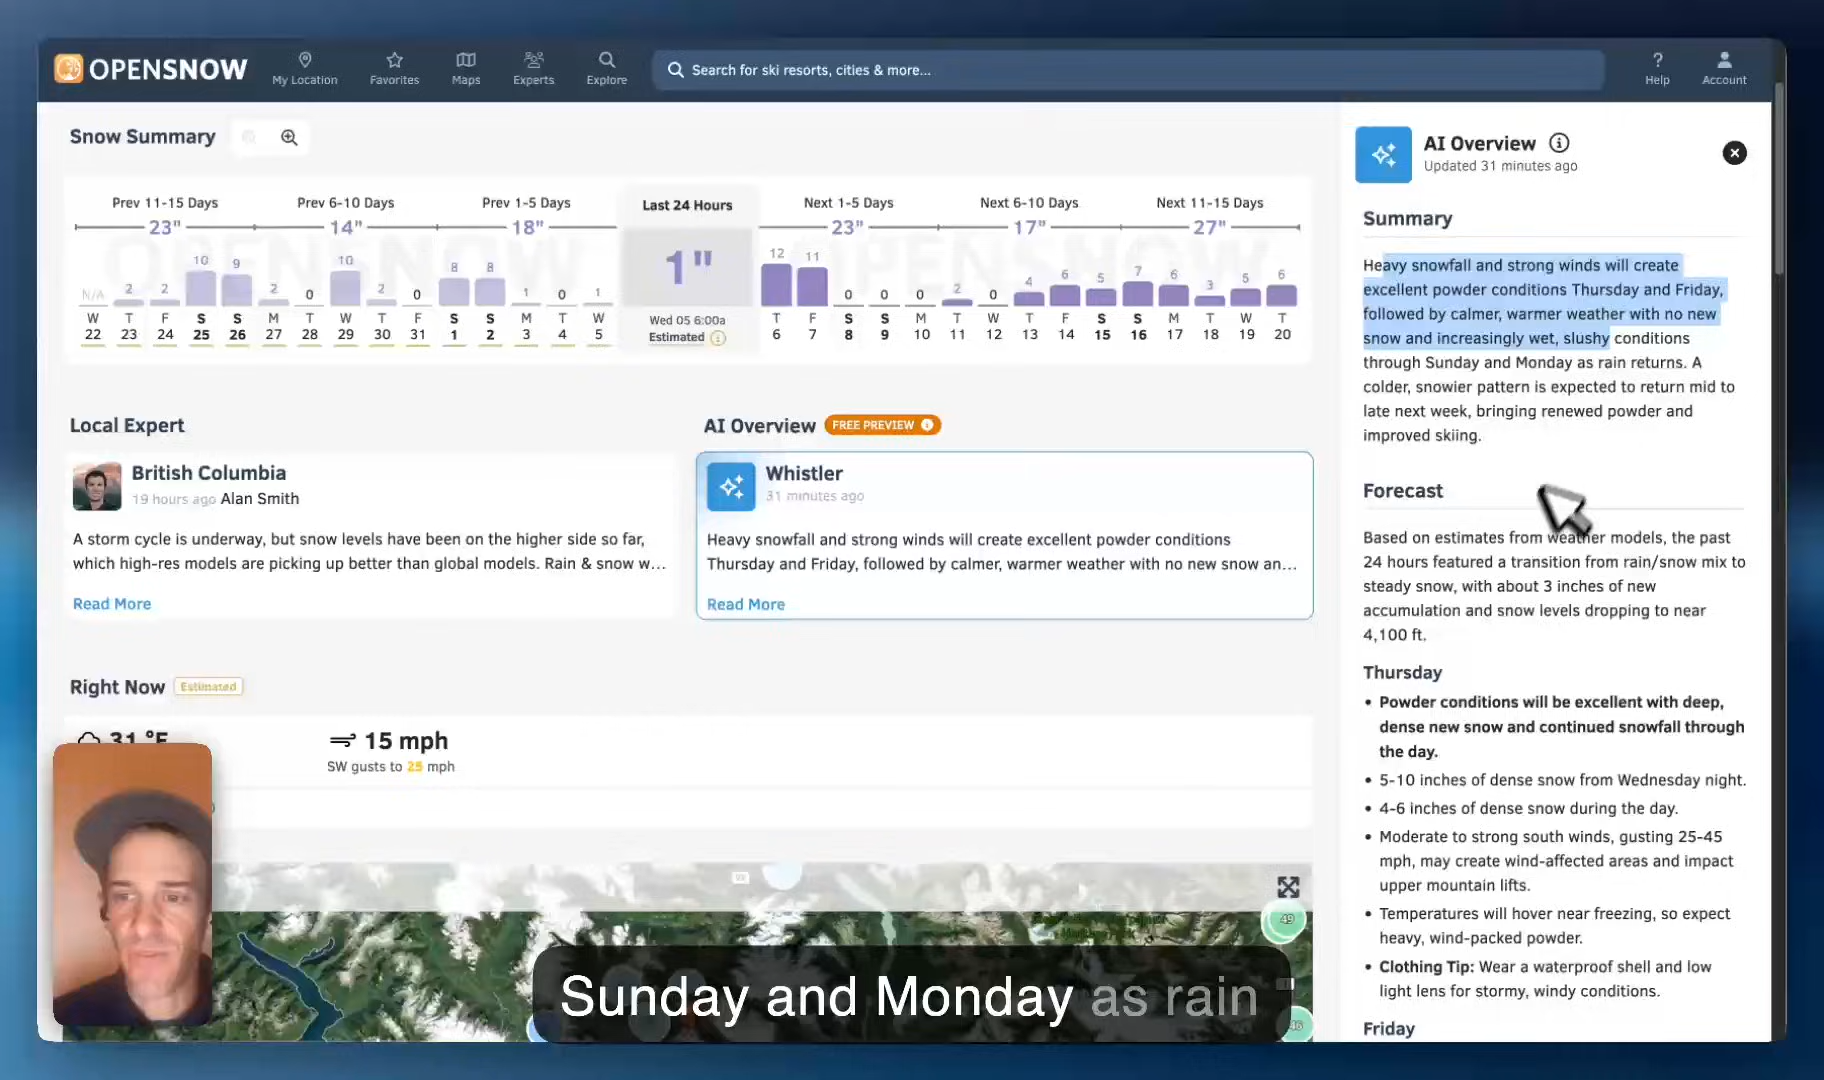 OPENSNOW
My Location
Favorites
Maps
Experts
Explore
Search for ski resorts, cities & more...
?
Help
Account
Snow Summary
Prev 11-15 Days
Prev 6-10 Days
Prev 1-5 Days
Last 24 Hours
Next 1-5 Days
Next 6-10 Days
Next 11-15 Days
23"
14"
18"
1"
23"
17"
27"
OPENSNOW
OPENSNOW
N/A 2 2 10 9 2 0 10 2 0 8 8 1 0 1
12 11 0 0 0 2 0 4 6 5 7 6 3 5 6
W T F S S M T W T F S S M T W
22 23 24 25 26 27 28 29 30 31 1 2 3 4 5
Wed 05 6:00a
Estimated
T F S S M T W T F S S M T W T
6 7 8 9 10 11 12 13 14 15 16 17 18 19 20
Local Expert
British Columbia
19 hours ago Alan Smith
A storm cycle is underway, but snow levels have been on the higher side so far,
which high-res models are picking up better than global models. Rain & snow w...
Read More
AI Overview FREE PREVIEW
Whistler
31 minutes ago
Heavy snowfall and strong winds will create excellent powder conditions
Thursday and Friday, followed by calmer, warmer weather with no new snow an...
Read More
Right Now Estimated
31 °F
15 mph
SW gusts to 25 mph
99
49
46
Sunday and Monday as rain
AI Overview
Updated 31 minutes ago
Summary
Heavy snowfall and strong winds will create
excellent powder conditions Thursday and Friday,
followed by calmer, warmer weather with no new
snow and increasingly wet, slushy conditions
through Sunday and Monday as rain returns. A
colder, snowier pattern is expected to return mid to
late next week, bringing renewed powder and
improved skiing.
Forecast
Based on estimates from weather models, the past
24 hours featured a transition from rain/snow mix to
steady snow, with about 3 inches of new
accumulation and snow levels dropping to near
4,100 ft.
Thursday
• Powder conditions will be excellent with deep,
dense new snow and continued snowfall through
the day.
• 5-10 inches of dense snow from Wednesday night.
• 4-6 inches of dense snow during the day.
• Moderate to strong south winds, gusting 25-45
mph, may create wind-affected areas and impact
upper mountain lifts.
• Temperatures will hover near freezing, so expect
heavy, wind-packed powder.
• Clothing Tip: Wear a waterproof shell and low
light lens for stormy, windy conditions.
Friday